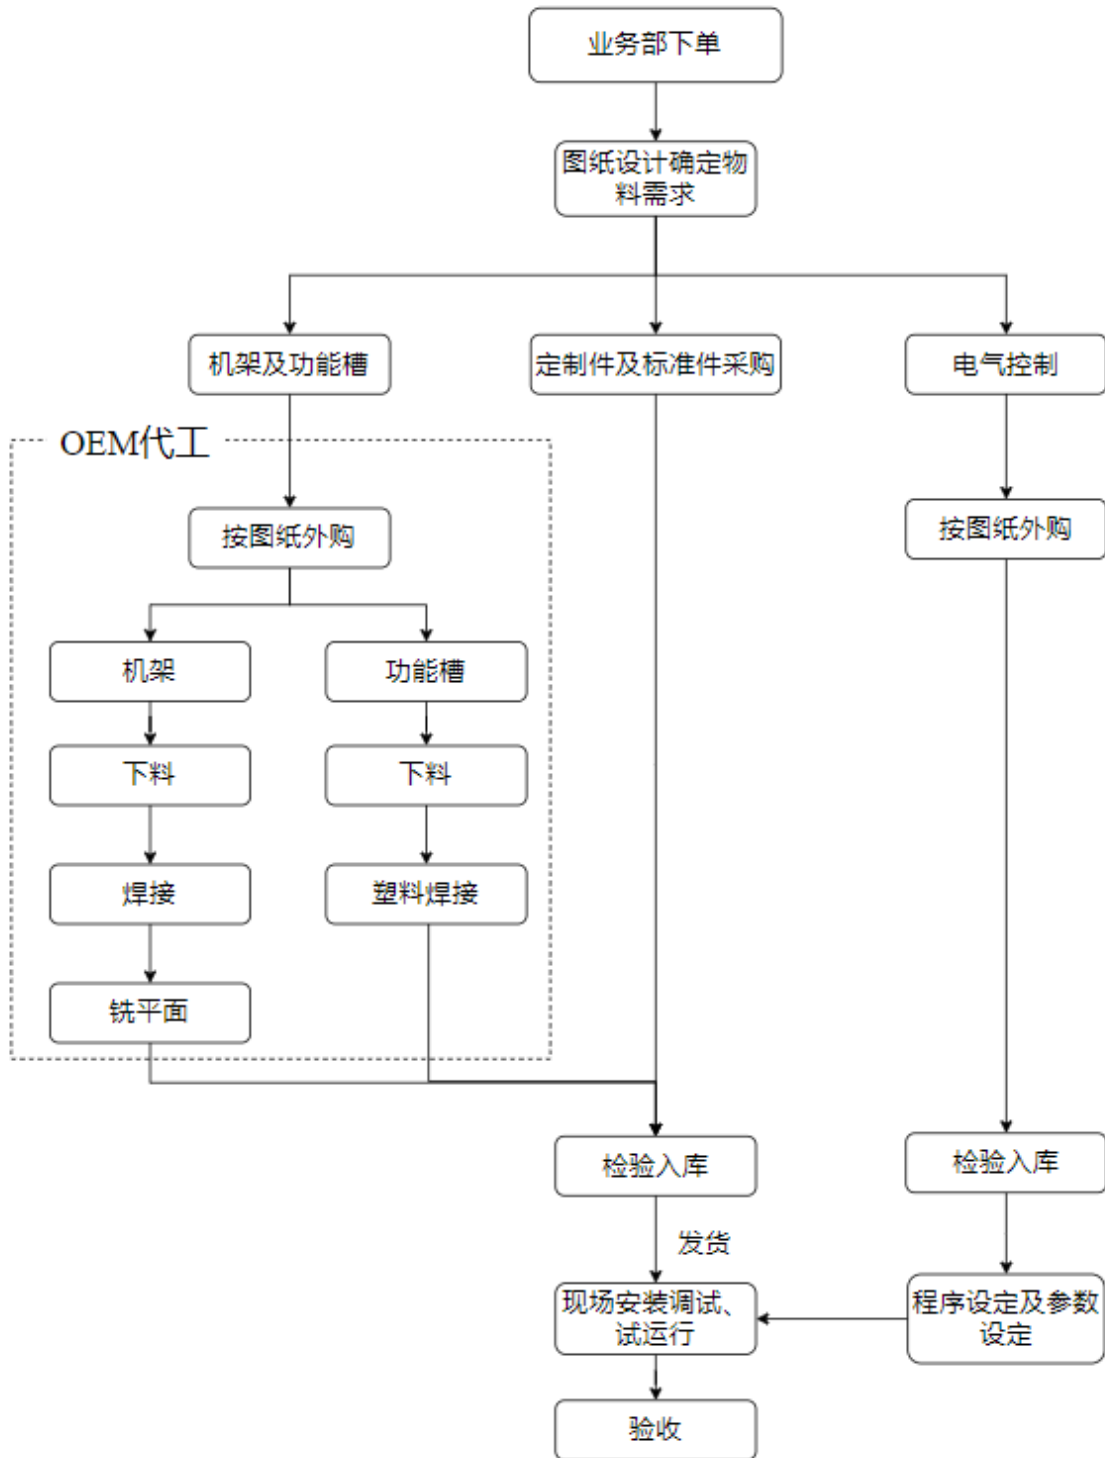 业务部下单
图纸设计确定物
料需求
机架及功能槽
定制件及标准件采购
电气控制
OEM代工
按图纸外购
按图纸外购
机架
功能槽
下料
下料
焊接
塑料焊接
铣平面
检验入库
检验入库
发货
现场安装调试、
试运行
程序设定及参数
设定
验收